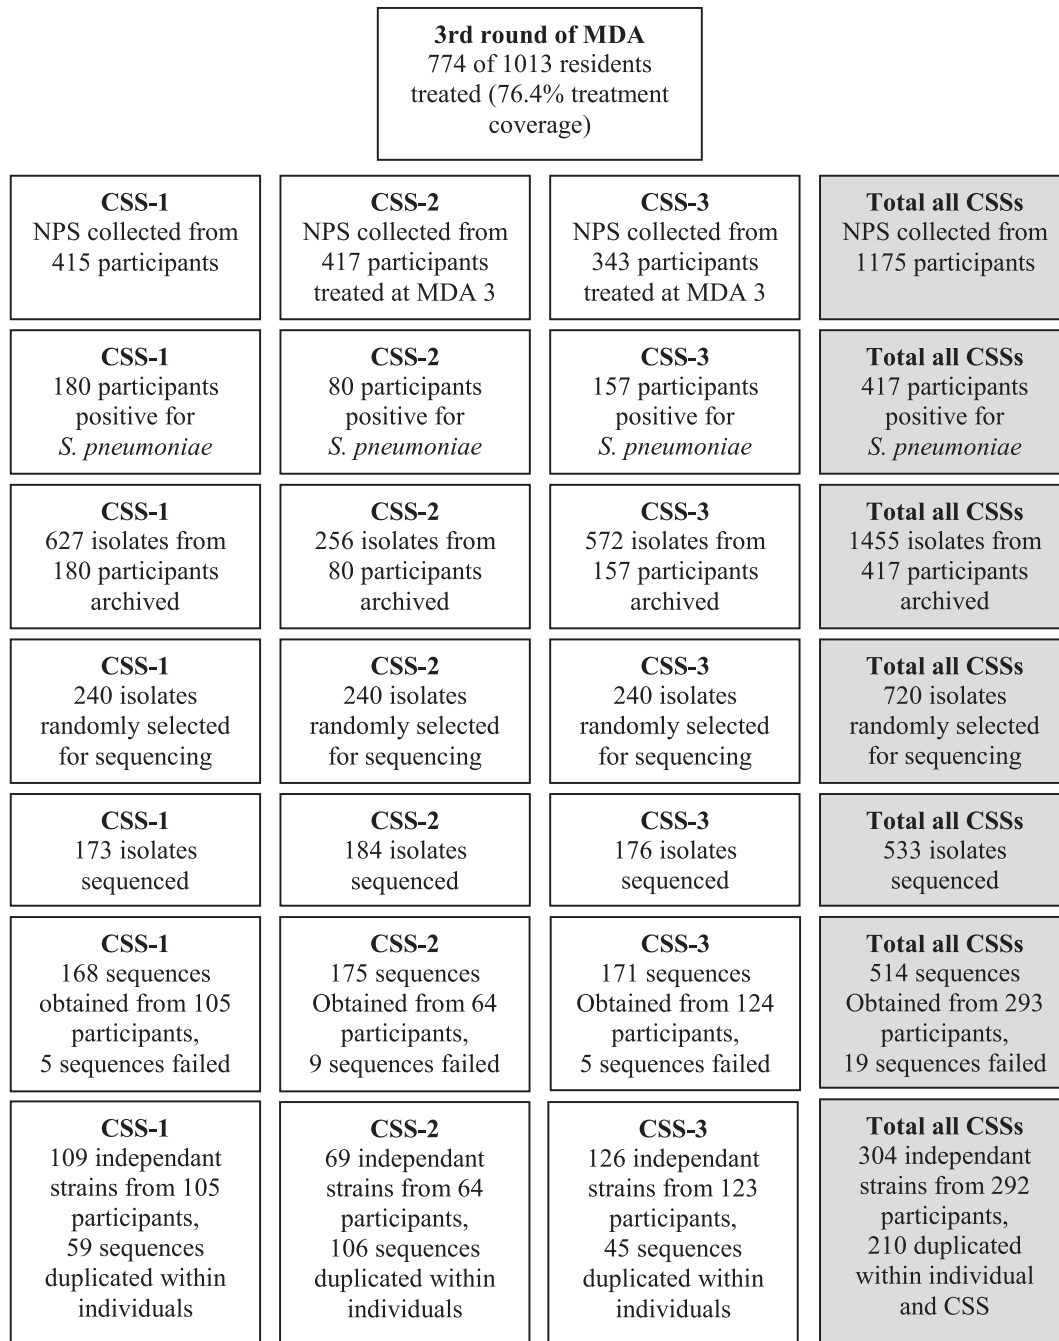 3rd round of MDA
774 of 1013 residents
treated (76.4% treatment
coverage)
CSS-1
NPS collected from
415 participants
CSS-2
NPS collected from
417 participants
treated at MDA 3
CSS-3
NPS collected from
343 participants
treated at MDA 3
Total all CSSs
NPS collected from
1175 participants
CSS-1
180 participants
positive for
S. pneumoniae
CSS-2
80 participants
positive for
S. pneumoniae
CSS-3
157 participants
positive for
S. pneumoniae
Total all CSSs
417 participants
positive for
S. pneumoniae
CSS-1
627 isolates from
180 participants
archived
CSS-2
256 isolates from
80 participants
archived
CSS-3
572 isolates from
157 participants
archived
Total all CSSs
1455 isolates from
417 participants
archived
CSS-1
240 isolates
randomly selected
for sequencing
CSS-2
240 isolates
randomly selected
for sequencing
CSS-3
240 isolates
randomly selected
for sequencing
Total all CSSs
720 isolates
randomly selected
for sequencing
CSS-1
173 isolates
sequenced
CSS-2
184 isolates
sequenced
CSS-3
176 isolates
sequenced
Total all CSSs
533 isolates
sequenced
CSS-1
168 sequences
obtained from 105
participants,
5 sequences failed
CSS-2
175 sequences
Obtained from 64
participants,
9 sequences failed
CSS-3
171 sequences
Obtained from 124
participants,
5 sequences failed
Total all CSSs
514 sequences
Obtained from 293
participants,
19 sequences failed
CSS-1
109 independant
strains from 105
participants,
59 sequences
duplicated within
individuals
CSS-2
69 independant
strains from 64
participants,
106 sequences
duplicated within
individuals
CSS-3
126 independant
strains from 123
participants,
45 sequences
duplicated within
individuals
Total all CSSs
304 independant
strains from 292
participants,
210 duplicated
within individual
and CSS